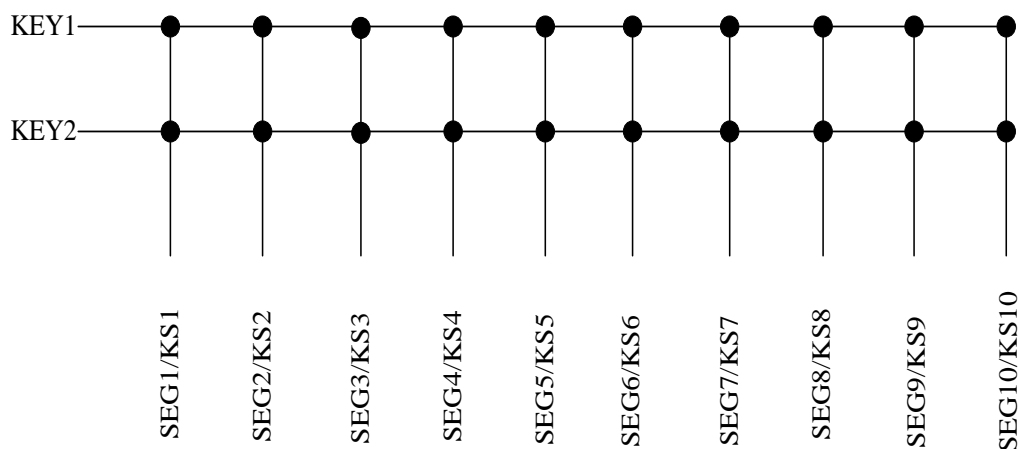 KEY1
KEY2
SEG1/KS1
SEG2/KS2
SEG3/KS3
SEG4/KS4
SEG5/KS5
SEG6/KS6
SEG7/KS7
SEG8/KS8
SEG9/KS9
SEG10/KS10